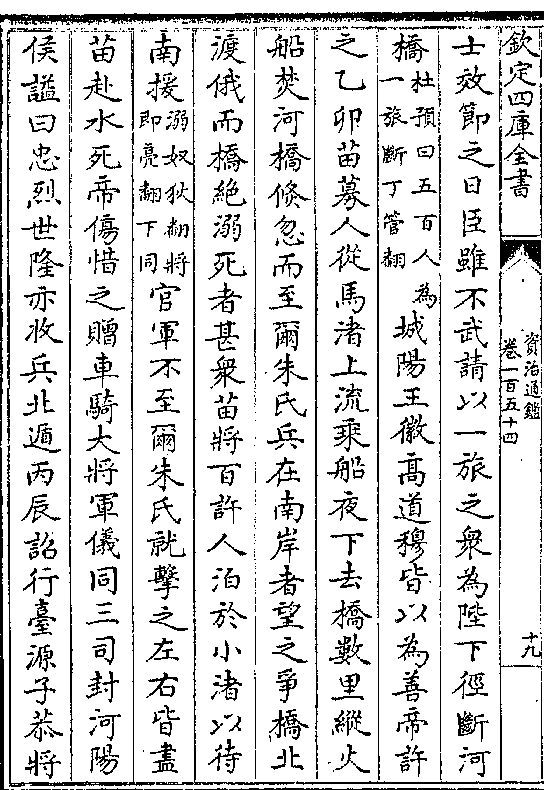 欽定四庫全書
資治通鑑
卷一百五十四
十九
士效節之日臣雖不武請以一旅之衆為陛下徑斷河
橋杜預曰五百人為一旅斷丁管翻城陽王徽高道穆皆以為善帝許
之乙卯苗募人從馬渚上流乘船夜下去橋數里縱火
船焚河橋倐忽而至爾朱氏兵在南岸者望之爭橋北
渡俄而橋絶溺死者甚衆苗將百許人泊於小渚以待
南援溺奴狄翻將即亮翻下同官軍不至爾朱氏就擊之左右皆盡
苗赴水死帝傷惜之贈車騎大將軍儀同三司封河陽
侯諡曰忠烈世隆亦收兵北遁丙辰詔行臺源子恭將